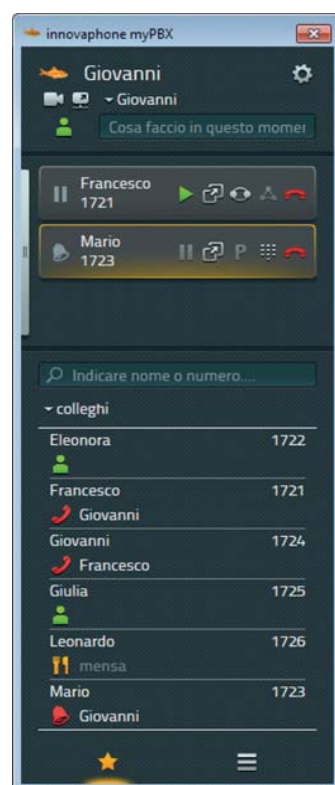 innovaphone myPBX
Giovanni
Giovanni
Cosa faccio in questo momer
Francesco
1721
Mario
1723
P
Indicare nome o numero....
colleghi
Eleonora 1722
Francesco 1721
Giovanni
Giovanni 1724
Francesco
Giulia 1725
Leonardo 1726
mensa
Mario 1723
Giovanni